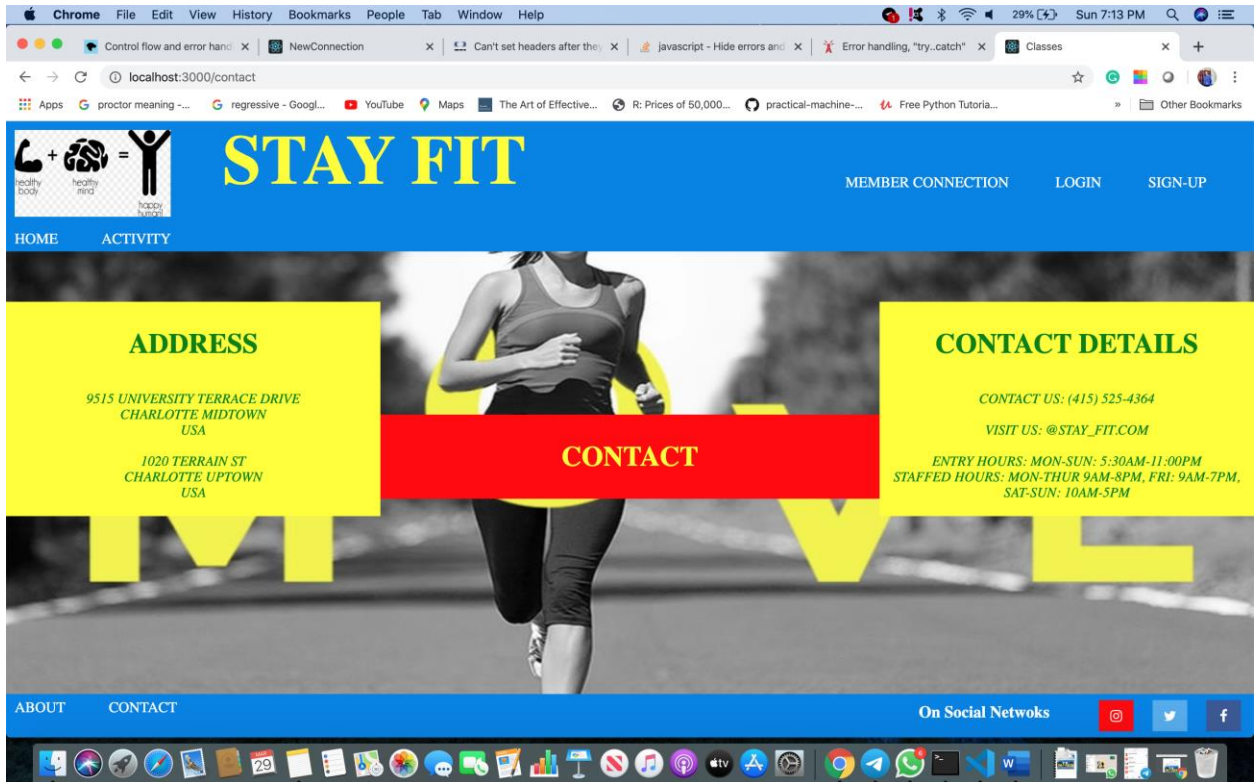 Chrome File Edit View History Bookmarks People Tab Window Help
29% Sun 7:13 PM
Control flow and error hand
NewConnection
Can't set headers after they
javascript - Hide errors and
Error handling, "try..catch"
Classes
localhost:3000/contact
Apps
proctor meaning -...
regressive - Googl...
YouTube
Maps
The Art of Effective...
R: Prices of 50,000...
practical-machine-...
Free Python Tutoria...
»
Other Bookmarks
healthy body
+
healthy mind
=
happy human!
STAY FIT
MEMBER CONNECTION LOGIN SIGN-UP
HOME ACTIVITY
ADDRESS
9515 UNIVERSITY TERRACE DRIVE
CHARLOTTE MIDTOWN
USA
1020 TERRAIN ST
CHARLOTTE UPTOWN
USA
M O V E
CONTACT
CONTACT DETAILS
CONTACT US: (415) 525-4364
VISIT US: @STAY_FIT.COM
ENTRY HOURS: MON-SUN: 5:30AM-11:00PM
STAFFED HOURS: MON-THUR 9AM-8PM, FRI: 9AM-7PM,
SAT-SUN: 10AM-5PM
ABOUT CONTACT
On Social Netwoks
29
tv
W